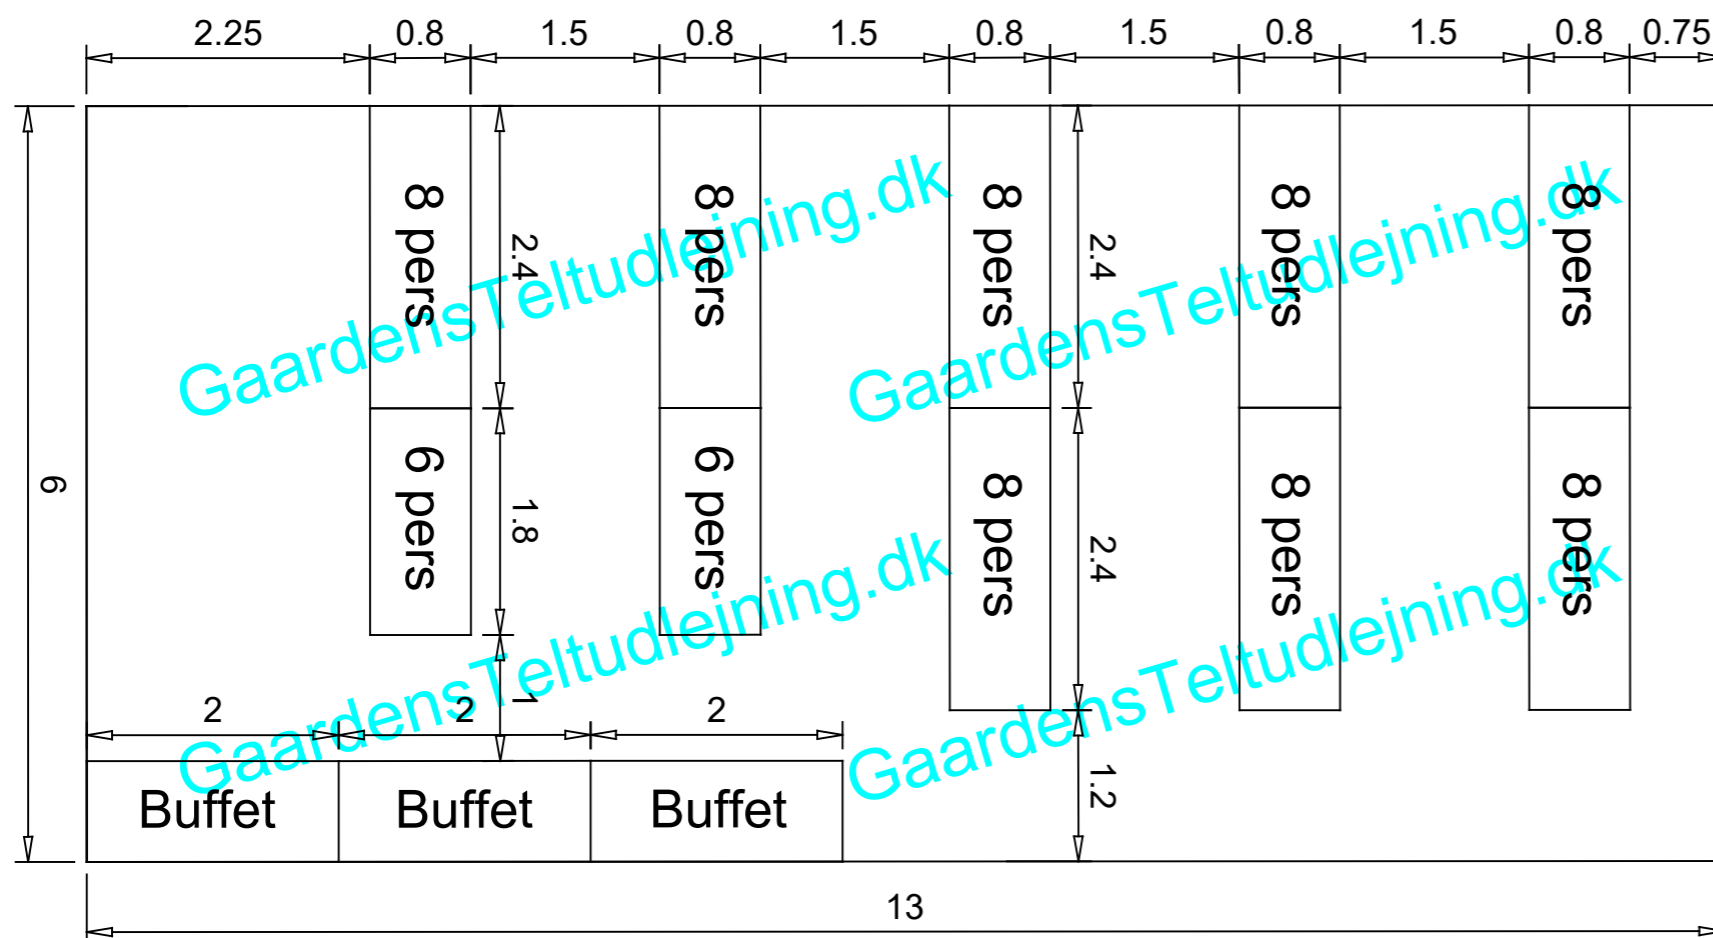 2.25 0.8 1.5 0.8 1.5 0.8 1.5 0.8 1.5 0.8 0.75
8 pers 8 pers 8 pers 8 pers 8 pers
2.4 2.4
GaardensTeltudlejning.dk GaardensTeltudlejning.dk
6
6 pers 6 pers 8 pers 8 pers 8 pers
1.8 2.4
GaardensTeltudlejning.dk GaardensTeltudlejning.dk
1
2 2 2
1.2
Buffet Buffet Buffet
13